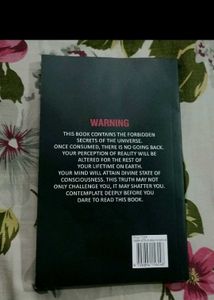 WARNING
THIS BOOK CONTAINS THE FORBIDDEN
SECRETS OF THE UNIVERSE.
ONCE CONSUMED, THERE IS NO GOING BACK.
YOUR PERCEPTION OF REALITY WILL BE
ALTERED FOR THE REST OF
YOUR LIFETIME ON EARTH.
YOUR MIND WILL ATTAIN DIVINE STATE OF
CONSCIOUSNESS. THIS TRUTH MAY NOT
ONLY CHALLENGE YOU, IT MAY SHATTER YOU.
CONTEMPLATE DEEPLY BEFORE YOU
DARE TO READ THIS BOOK.